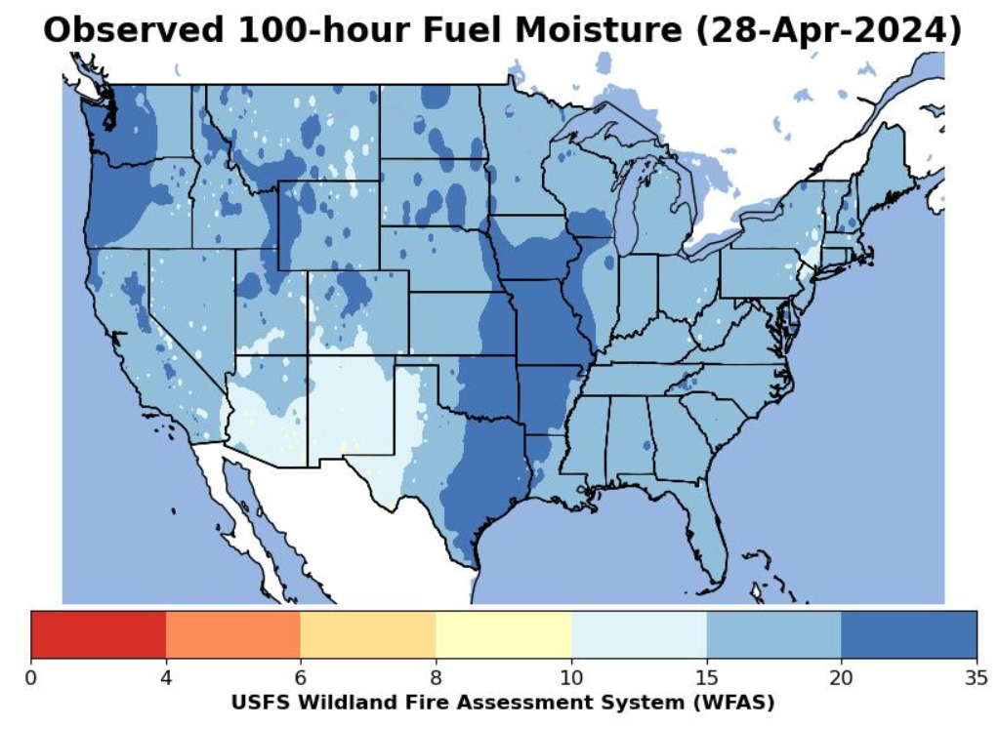 Observed 100-hour Fuel Moisture (28-Apr-2024)
0 4 6 8 10 15 20 35
USFS Wildland Fire Assessment System (WFAS)